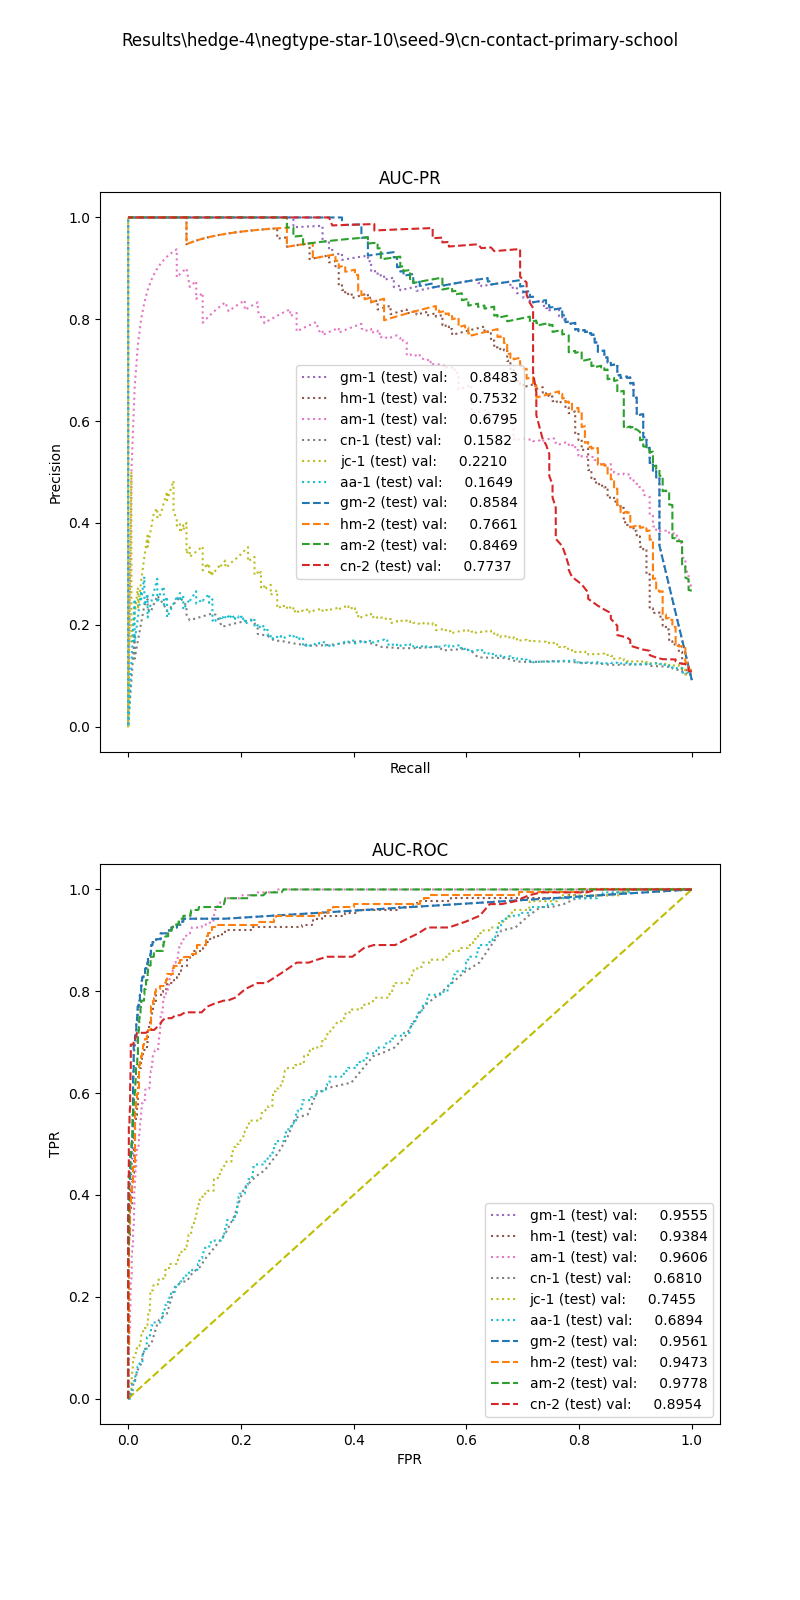 Results\hedge-4\negtype-star-10\seed-9\cn-contact-primary-school
AUC-PR
1.0
0.8
0.6
0.4
0.2
0.0
Precision
gm-1 (test) val: 0.8483
hm-1 (test) val: 0.7532
am-1 (test) val: 0.6795
cn-1 (test) val: 0.1582
jc-1 (test) val: 0.2210
aa-1 (test) val: 0.1649
gm-2 (test) val: 0.8584
hm-2 (test) val: 0.7661
am-2 (test) val: 0.8469
cn-2 (test) val: 0.7737
Recall
AUC-ROC
1.0
0.8
0.6
0.4
0.2
0.0
TPR
gm-1 (test) val: 0.9555
hm-1 (test) val: 0.9384
am-1 (test) val: 0.9606
cn-1 (test) val: 0.6810
jc-1 (test) val: 0.7455
aa-1 (test) val: 0.6894
gm-2 (test) val: 0.9561
hm-2 (test) val: 0.9473
am-2 (test) val: 0.9778
cn-2 (test) val: 0.8954
0.0 0.2 0.4 0.6 0.8 1.0
FPR